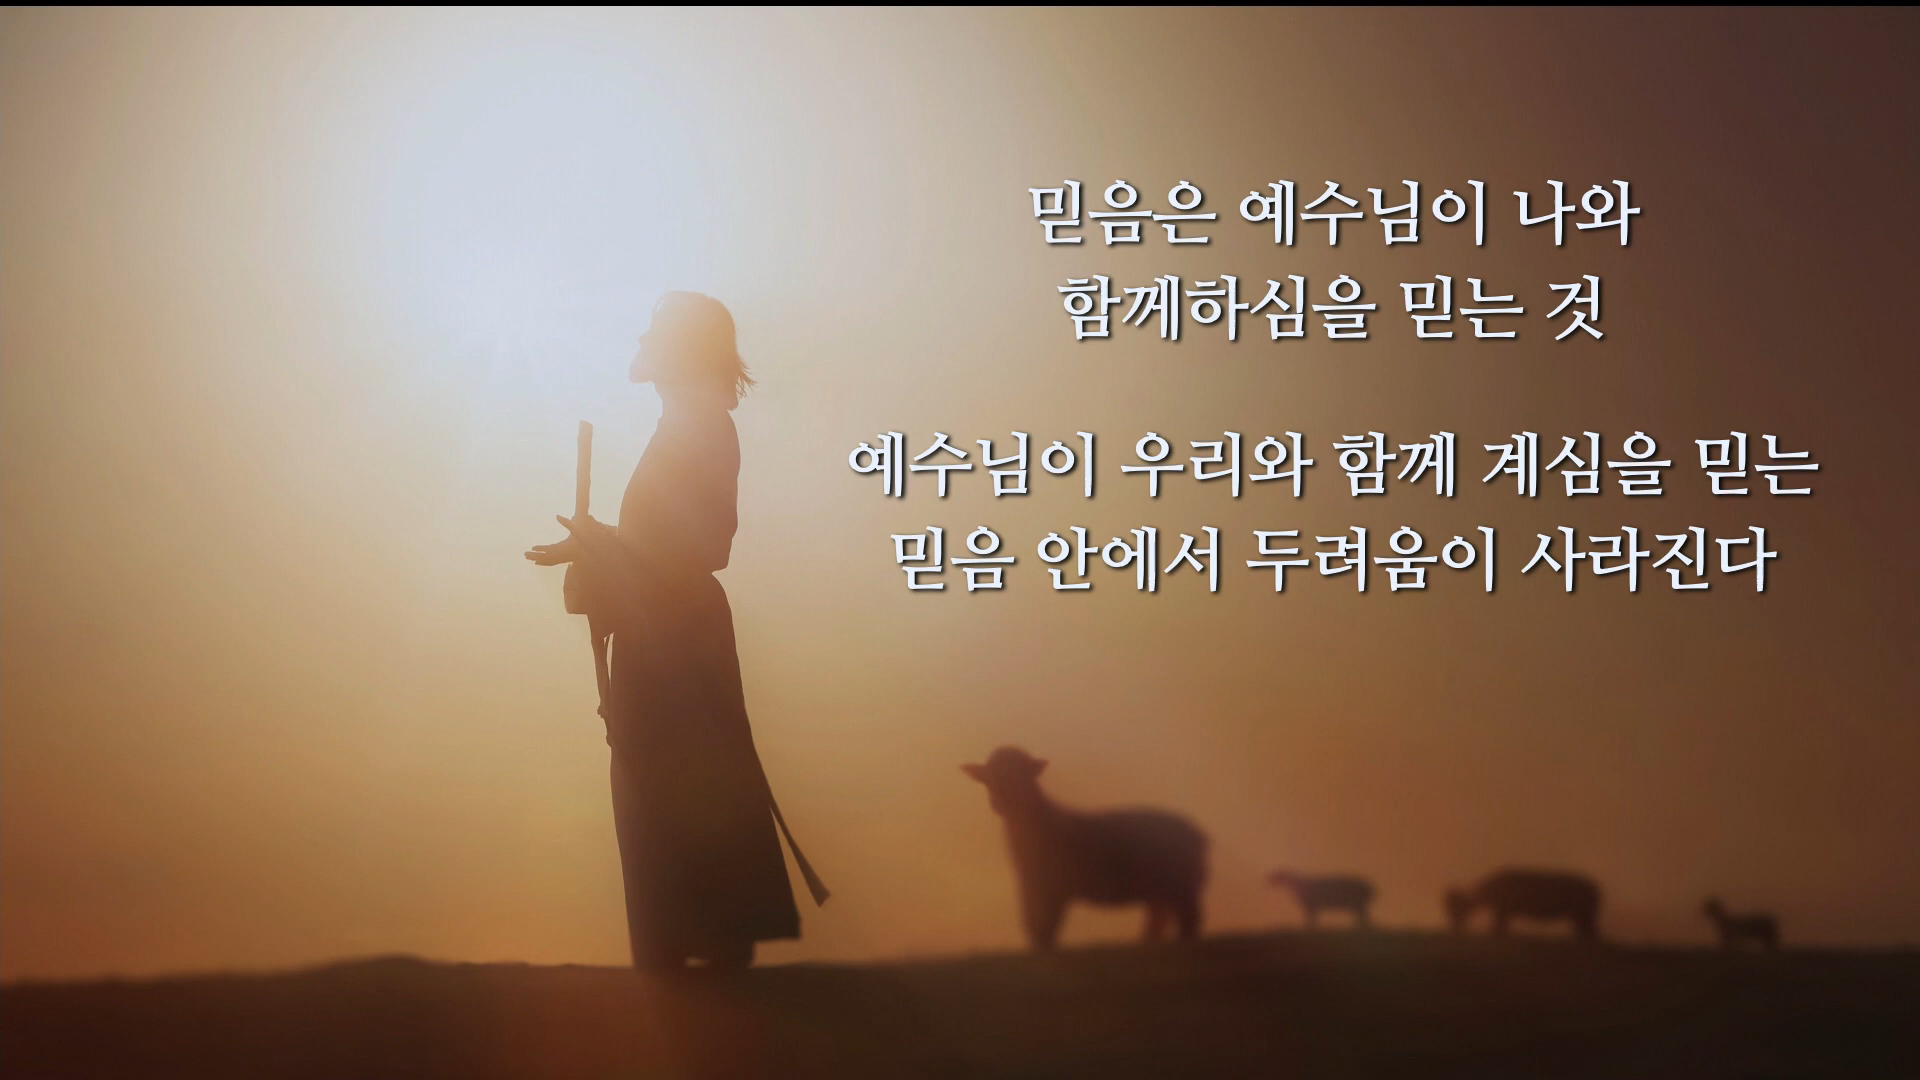 믿음은 예수님이 나와
함께하심을 믿는 것
예수님이 우리와 함께 계심을 믿는
믿음 안에서 두려움이 사라진다